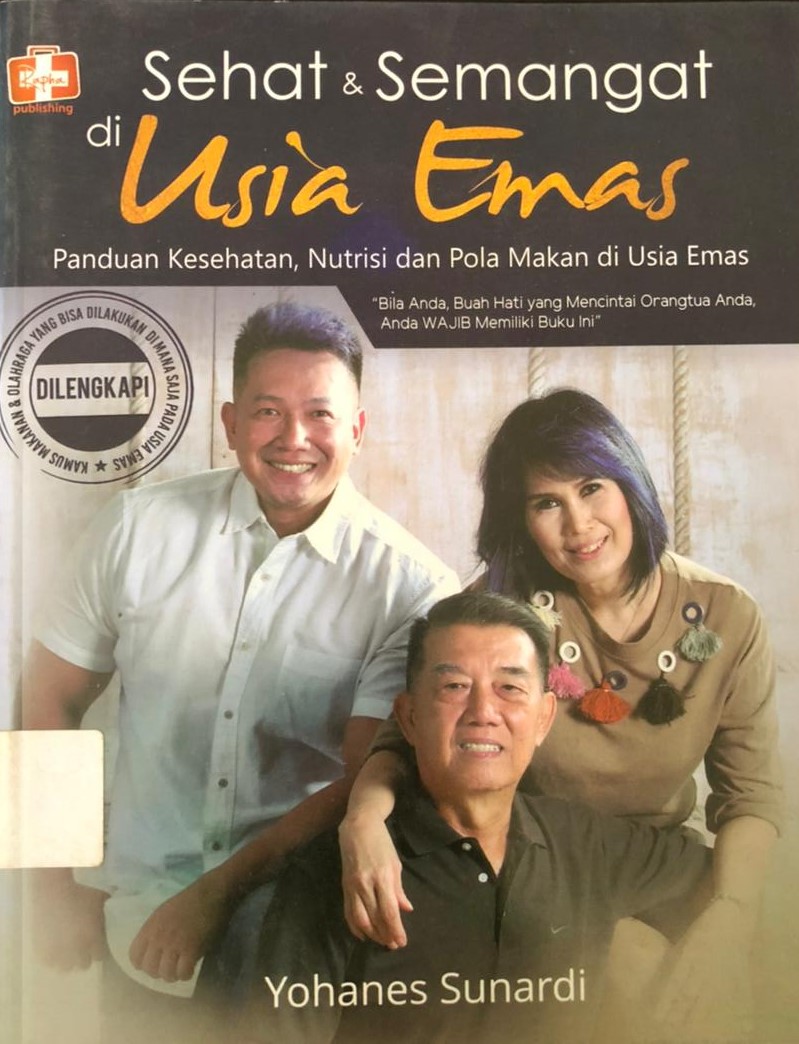 Rapha
publishing
Sehat & Semangat
di Usia Emas
Panduan Kesehatan, Nutrisi dan Pola Makan di Usia Emas
"Bila Anda, Buah Hati yang Mencintai Orangtua Anda,
Anda WAJIB Memiliki Buku Ini"
KAMUS MAKANAN & OLAHRAGA YANG BISA DILAKUKAN DI MANA SAJA PADA USIA EMAS ★
DILENGKAPI
Yohanes Sunardi